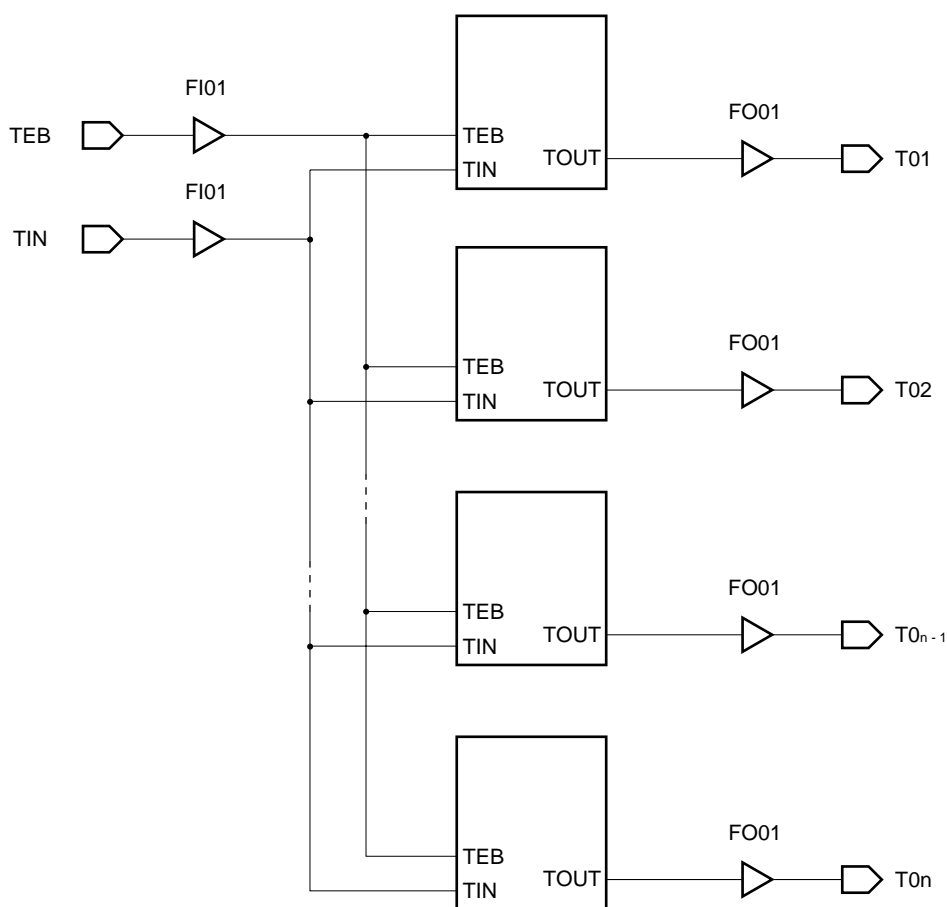 FI01
FO01
TEB
TEB
TOUT
T01
TIN
FI01
TIN
FO01
TEB
TOUT
T02
TIN
FO01
TEB
TOUT
T0n - 1
TIN
FO01
TEB
TOUT
T0n
TIN